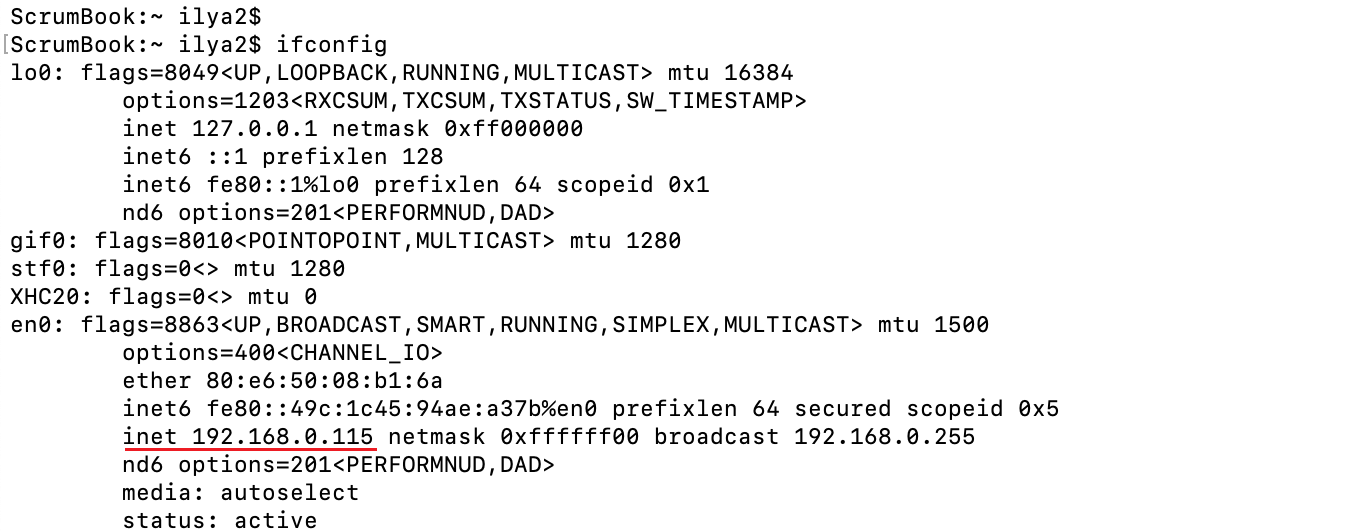 ScrumBook:~ ilya2$
[ScrumBook:~ ilya2$ ifconfig
lo0: flags=8049<UP,LOOPBACK,RUNNING,MULTICAST> mtu 16384
options=1203<RXCSUM,TXCSUM,TXSTATUS,SW_TIMESTAMP>
inet 127.0.0.1 netmask 0xff000000
inet6 ::1 prefixlen 128
inet6 fe80::1%lo0 prefixlen 64 scopeid 0x1
nd6 options=201<PERFORMNUD,DAD>
gif0: flags=8010<POINTOPOINT,MULTICAST> mtu 1280
stf0: flags=0<> mtu 1280
XHC20: flags=0<> mtu 0
en0: flags=8863<UP,BROADCAST,SMART,RUNNING,SIMPLEX,MULTICAST> mtu 1500
options=400<CHANNEL_IO>
ether 80:e6:50:08:b1:6a
inet6 fe80::49c:1c45:94ae:a37b%en0 prefixlen 64 secured scopeid 0x5
inet 192.168.0.115 netmask 0xffffff00 broadcast 192.168.0.255
nd6 options=201<PERFORMNUD,DAD>
media: autoselect
status: active